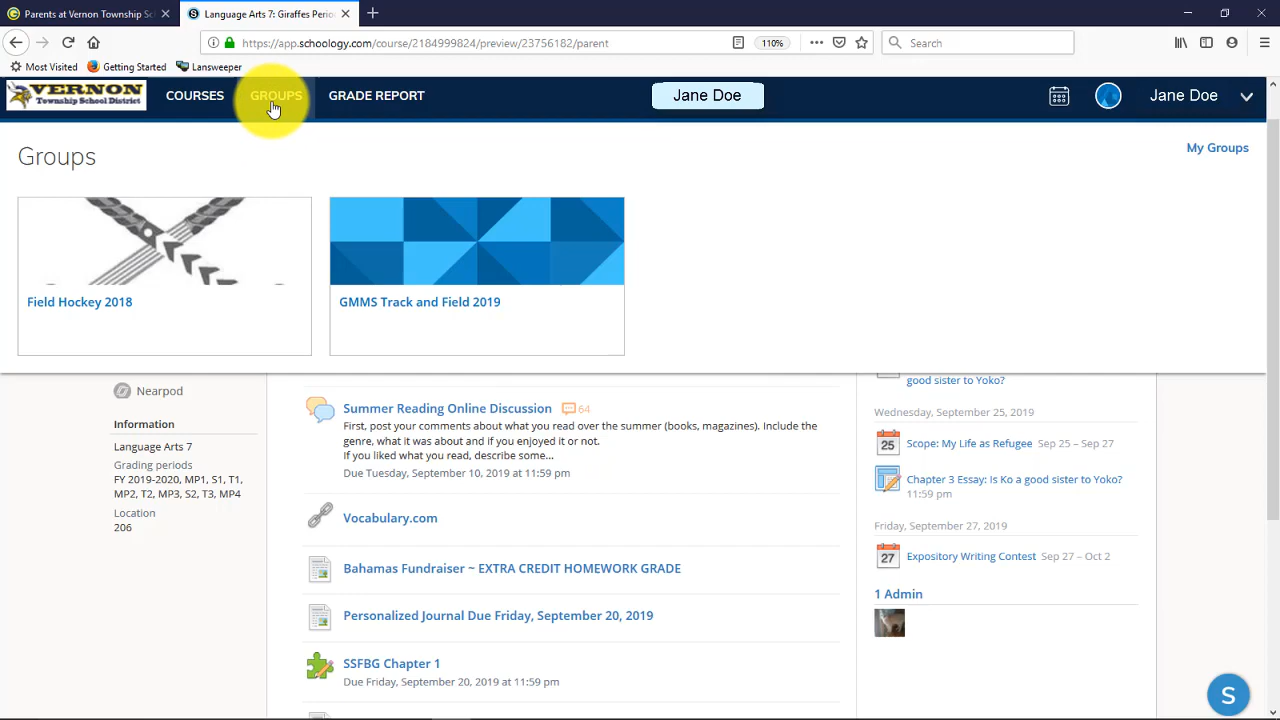 Parents at Vernon Township Sc
Language Arts 7: Giraffes Perio
https://app.schoology.com/course/2184999824/preview/23756182/parent
110%
Search
Most Visited
Getting Started
Lansweeper
VERNON
Township School District
COURSES
GROUPS
GRADE REPORT
Jane Doe
Jane Doe
Groups
My Groups
Field Hockey 2018
GMMS Track and Field 2019
Nearpod
Information
Language Arts 7
Grading periods
FY 2019-2020, MP1, S1, T1,
MP2, T2, MP3, S2, T3, MP4
Location
206
Summer Reading Online Discussion 64
First, post your comments about what you read over the summer (books, magazines). Include the
genre, what it was about and if you enjoyed it or not.
If you liked what you read, describe some...
Due Tuesday, September 10, 2019 at 11:59 pm
Vocabulary.com
Bahamas Fundraiser ~ EXTRA CREDIT HOMEWORK GRADE
Personalized Journal Due Friday, September 20, 2019
SSFBG Chapter 1
Due Friday, September 20, 2019 at 11:59 pm
good sister to Yoko?
Wednesday, September 25, 2019
25
Scope: My Life as Refugee Sep 25 – Sep 27
Chapter 3 Essay: Is Ko a good sister to Yoko?
11:59 pm
Friday, September 27, 2019
27
Expository Writing Contest Sep 27 – Oct 2
1 Admin
S